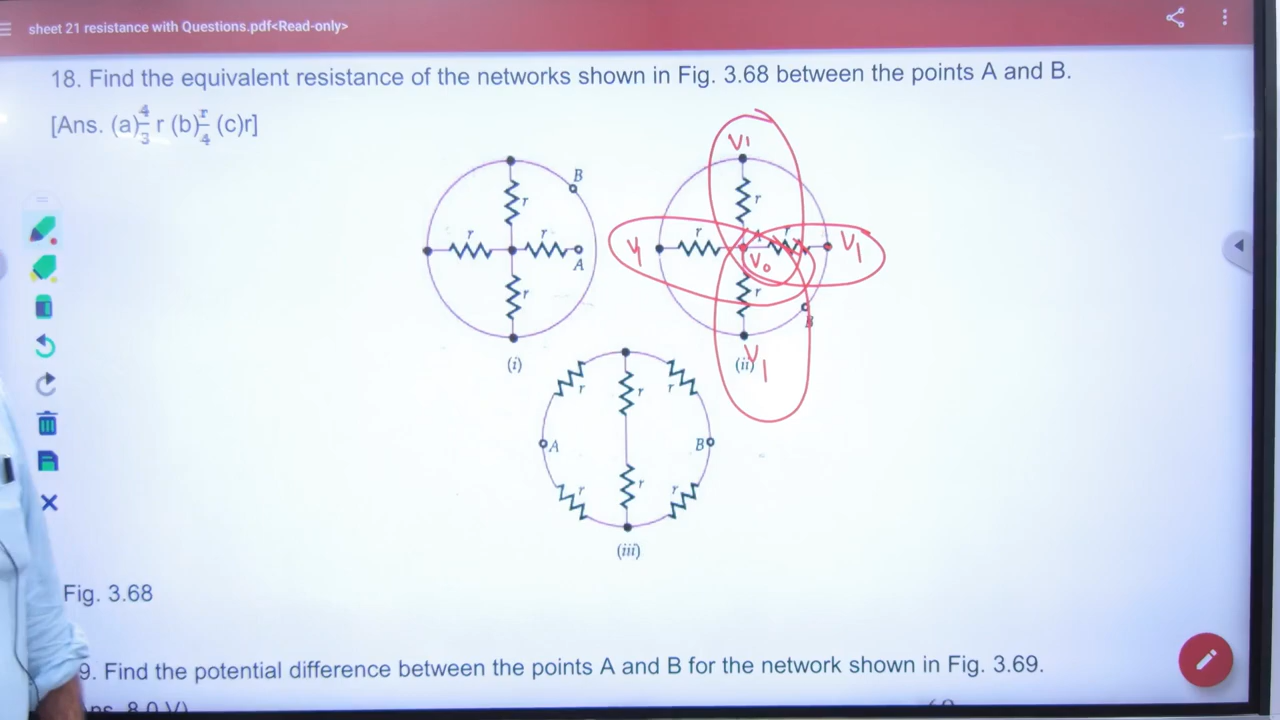 sheet 21 resistance with Questions.pdf<Read-only>
18. Find the equivalent resistance of the networks shown in Fig. 3.68 between the points A and B.
[Ans. (a) 4/3 r (b) r/4 (c)r]
B
r
r
r
A
r
(i)
V1
r
r
V1
r
V1
V0
r
B
V1
(ii)
r
r
r
A
B
r
r
r
(iii)
Fig. 3.68
9. Find the potential difference between the points A and B for the network shown in Fig. 3.69.